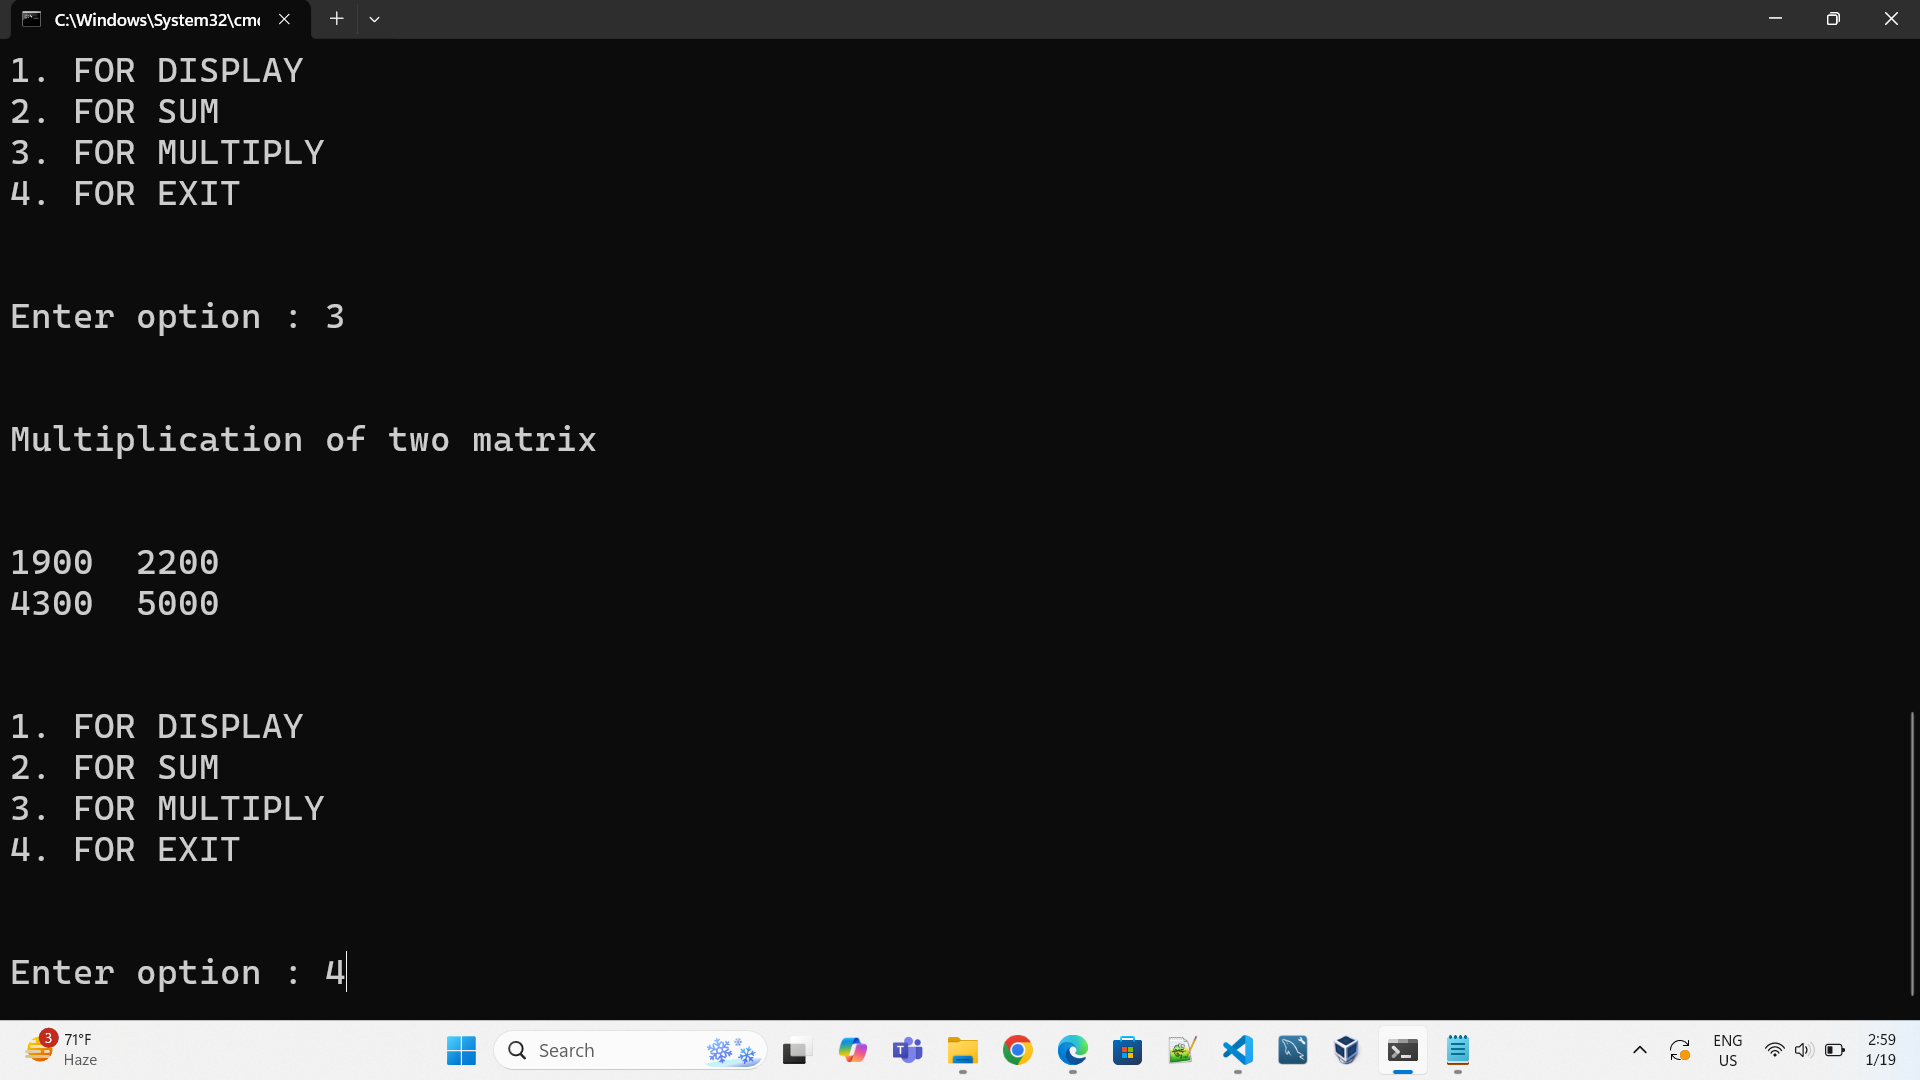 C:\Windows\System32\cm
1. FOR DISPLAY
2. FOR SUM
3. FOR MULTIPLY
4. FOR EXIT
Enter option : 3
Multiplication of two matrix
1900  2200
4300  5000
1. FOR DISPLAY
2. FOR SUM
3. FOR MULTIPLY
4. FOR EXIT
Enter option : 4
3
71°F
Haze
Search
ENG
US
2:59
1/19